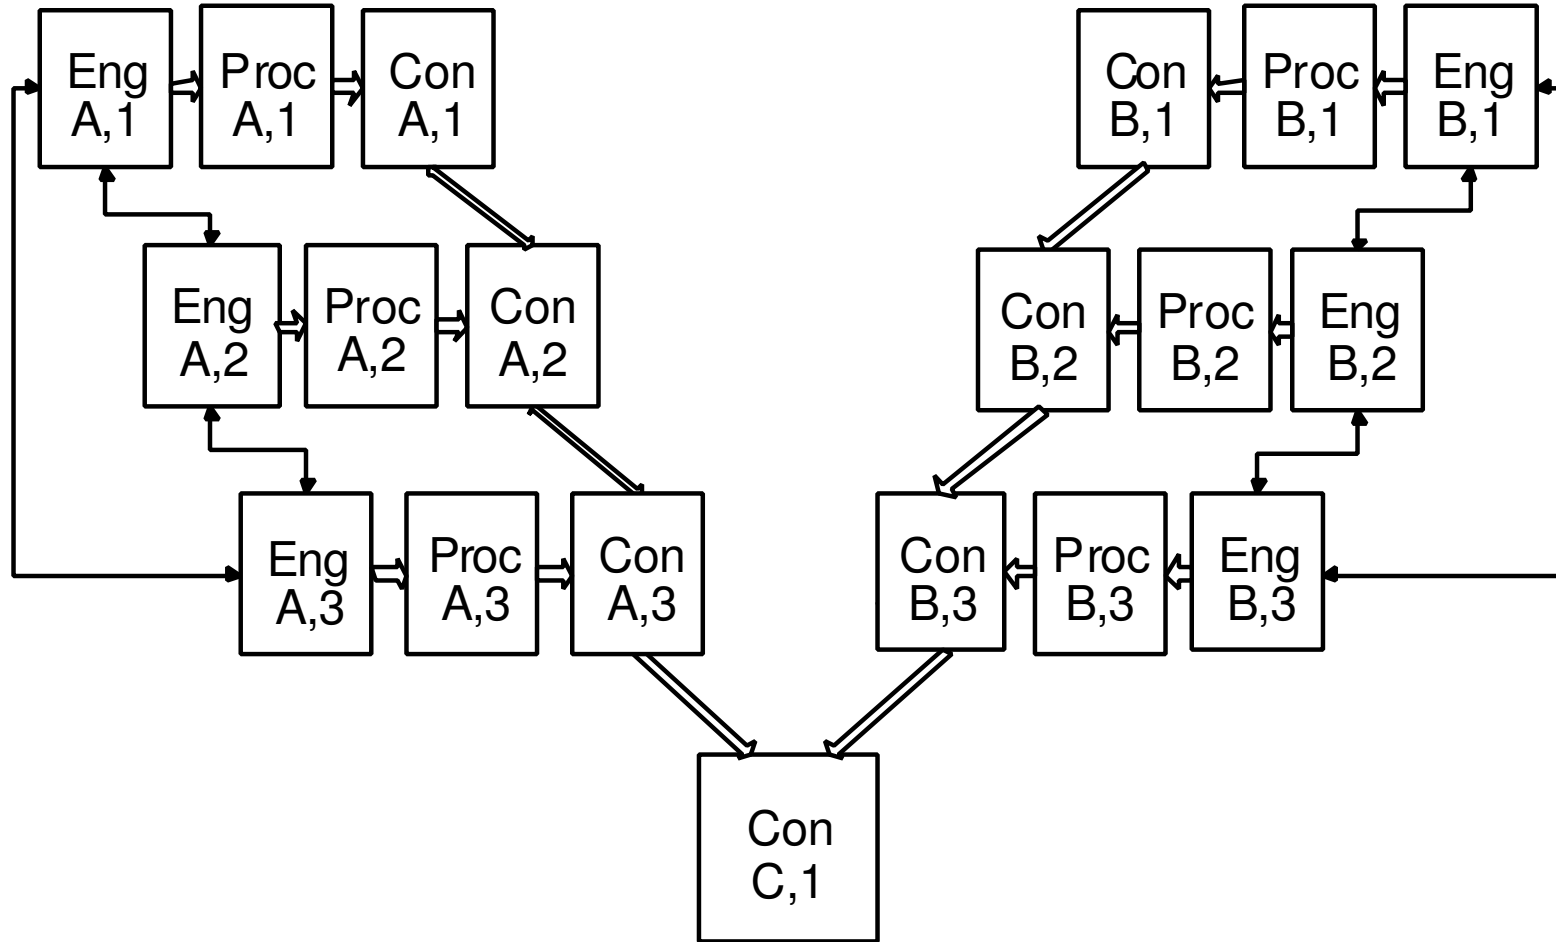 Eng
A,1
Proc
A,1
Con
A,1
Con
B,1
Proc
B,1
Eng
B,1
Eng
A,2
Proc
A,2
Con
A,2
Con
B,2
Proc
B,2
Eng
B,2
Eng
A,3
Proc
A,3
Con
A,3
Con
B,3
Proc
B,3
Eng
B,3
Con
C,1